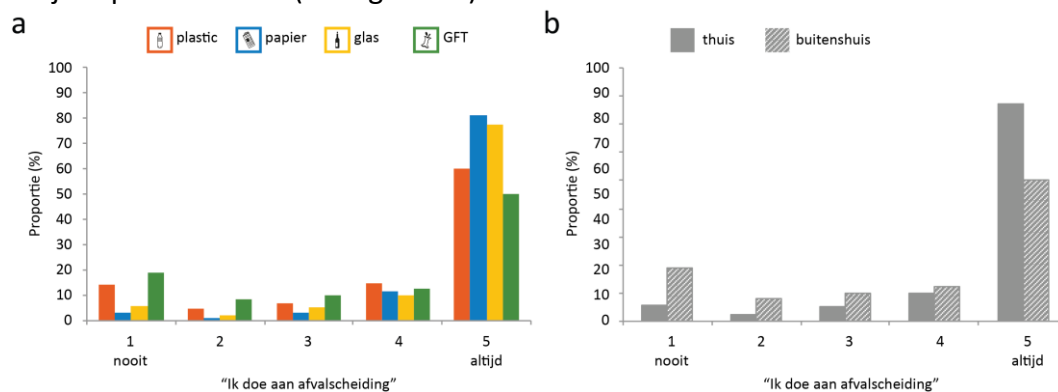 a
plastic papier glas GFT
100
90
80
70
60
50
40
30
20
10
0
Proportie (%)
1 2 3 4 5
nooit altijd
“Ik doe aan afvalscheiding”
b
thuis buitenshuis
100
90
80
70
60
50
40
30
20
10
0
Proportie (%)
1 2 3 4 5
nooit altijd
“Ik doe aan afvalscheiding”